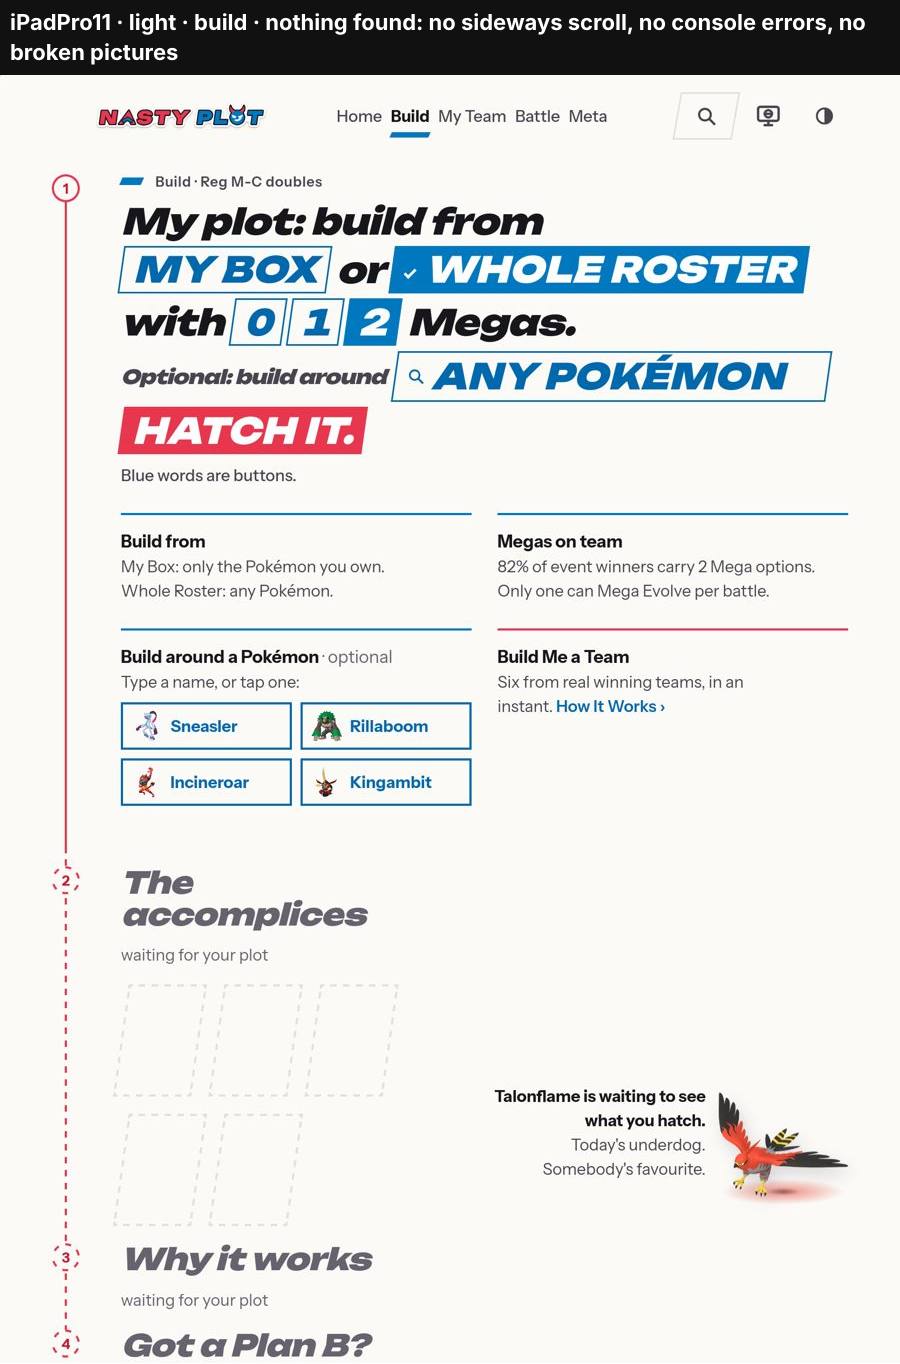 iPadPro11 · light · build · nothing found: no sideways scroll, no console errors, no
broken pictures
NASTY PLOT
Home Build My Team Battle Meta
1
Build · Reg M-C doubles
My plot: build from
MY BOX or WHOLE ROSTER
with 0 1 2 Megas.
Optional: build around ANY POKÉMON
HATCH IT.
Blue words are buttons.
Build from
My Box: only the Pokémon you own.
Whole Roster: any Pokémon.
Megas on team
82% of event winners carry 2 Mega options.
Only one can Mega Evolve per battle.
Build around a Pokémon · optional
Type a name, or tap one:
Sneasler
Rillaboom
Incineroar
Kingambit
Build Me a Team
Six from real winning teams, in an
instant. How It Works ›
2
The
accomplices
waiting for your plot
Talonflame is waiting to see
what you hatch.
Today's underdog.
Somebody's favourite.
3
Why it works
waiting for your plot
4
Got a Plan B?